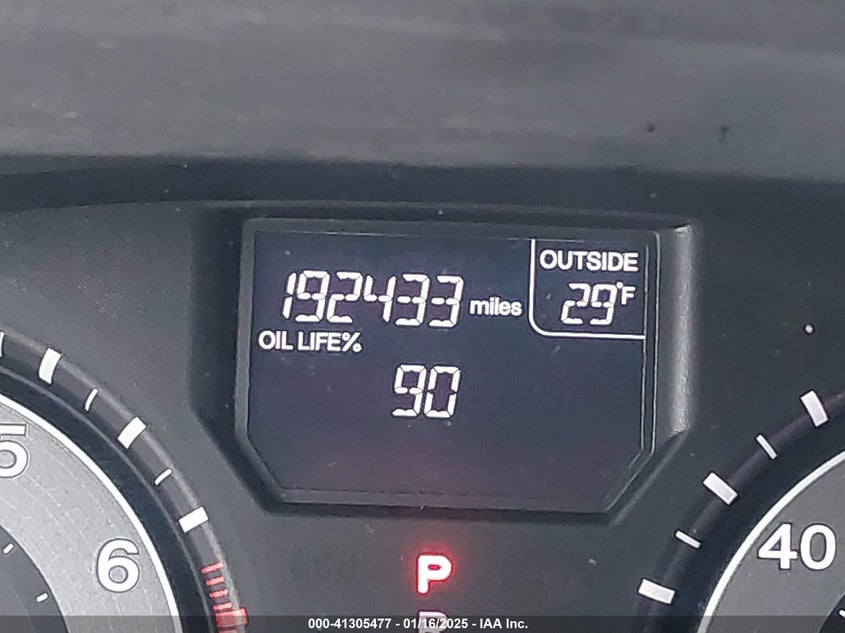 192433 miles
OUTSIDE
29°F
OIL LIFE%
90
5
6
40
P
R
000-41305477 - 01/16/2025 - IAA Inc.